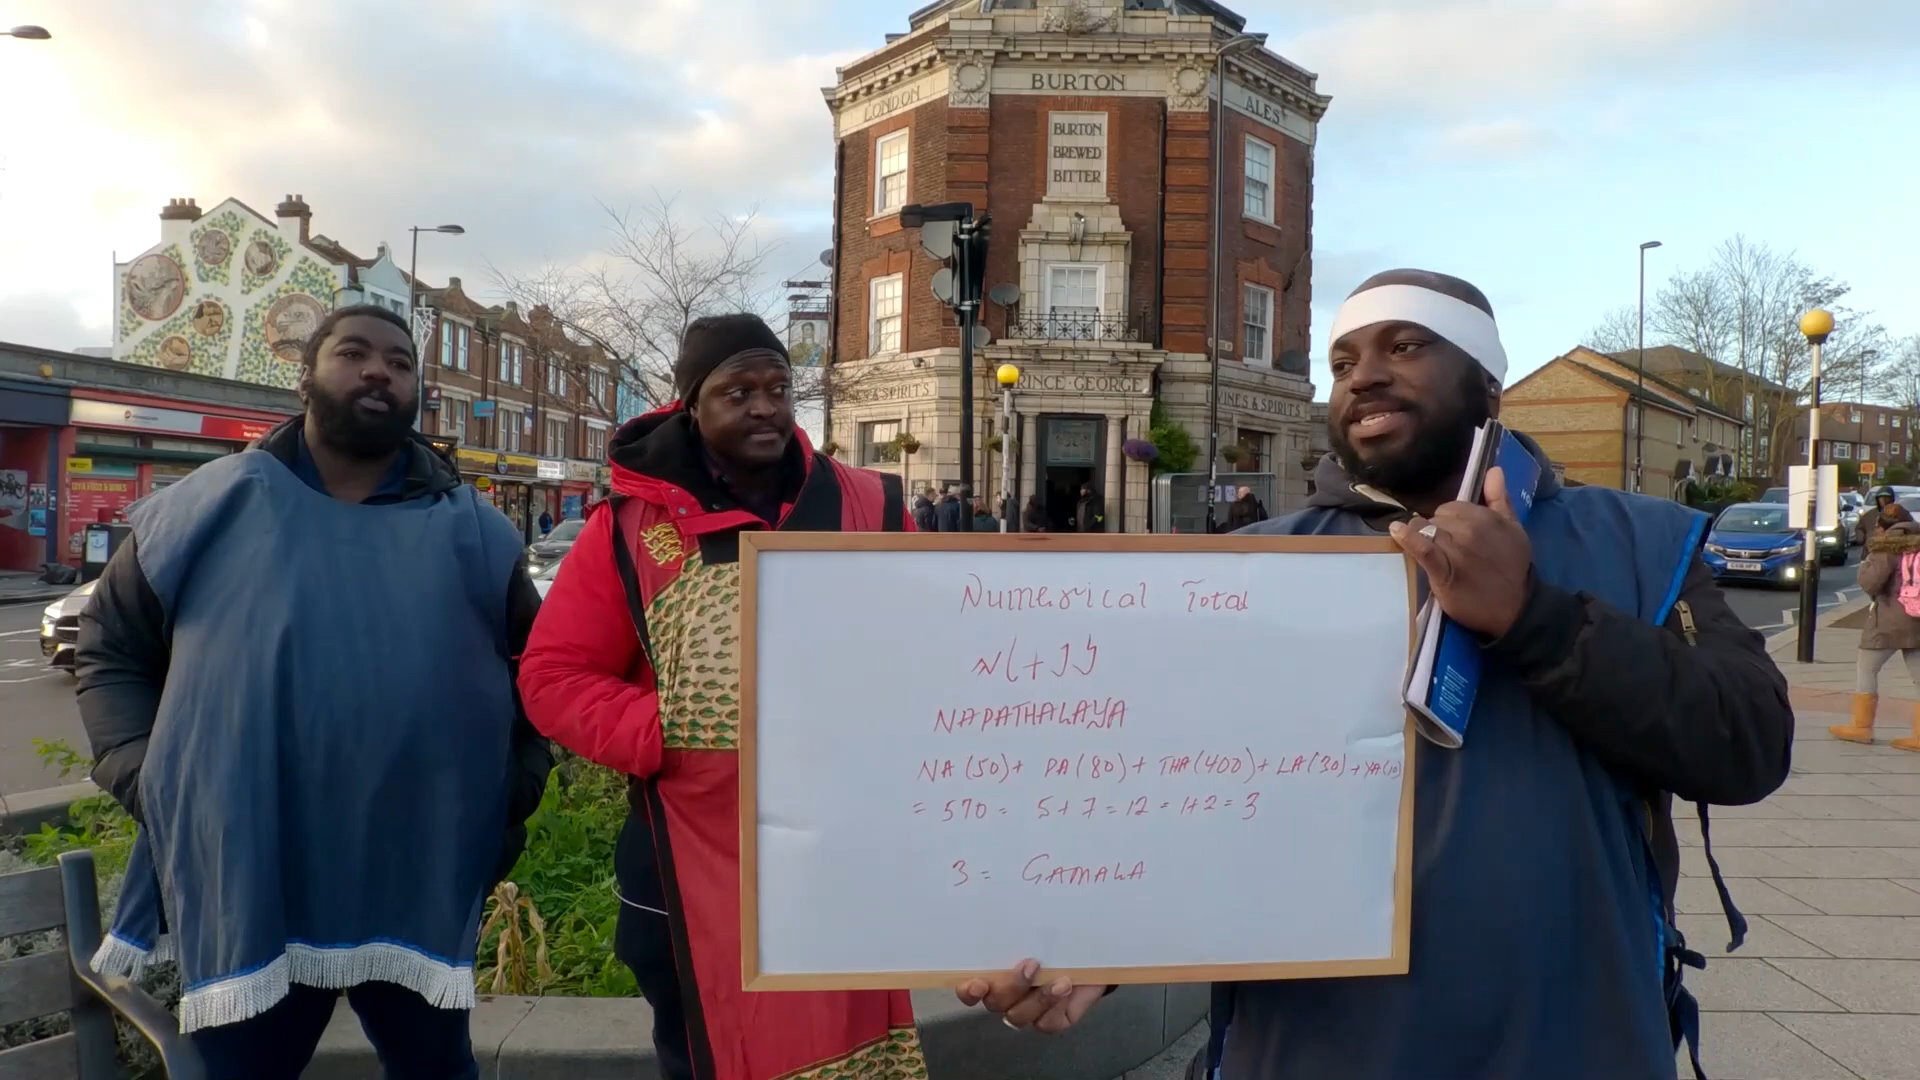 LONDON
BURTON
ALES
BURTON
BREWED
BITTER
PRINCE GEORGE
WINES & SPIRITS
WINES & SPIRITS
Numerical Total
NAPATHALAYA
NA (50) + PA (80) + THA (400) + LA (30) + YA (10)
= 570 = 5 + 7 = 12 = 1+2 = 3
3 = GAMALA